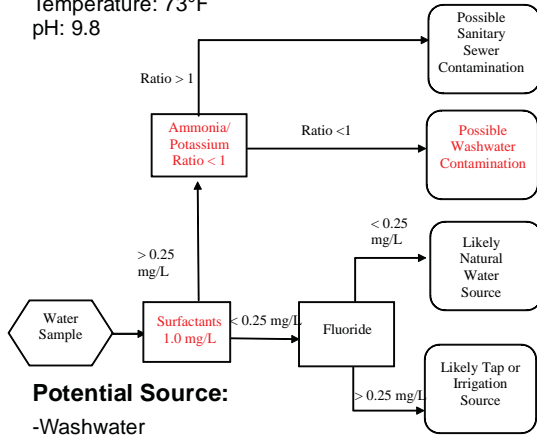 Temperature: 73°F
pH: 9.8
Possible
Sanitary
Sewer
Contamination
Ratio > 1
Ammonia/
Potassium
Ratio < 1
Ratio <1
Possible
Washwater
Contamination
> 0.25
mg/L
< 0.25
mg/L
Likely
Natural
Water
Source
Water
Sample
Surfactants
1.0 mg/L
< 0.25 mg/L
Fluoride
> 0.25 mg/L
Likely Tap or
Irrigation
Source
Potential Source:
-Washwater